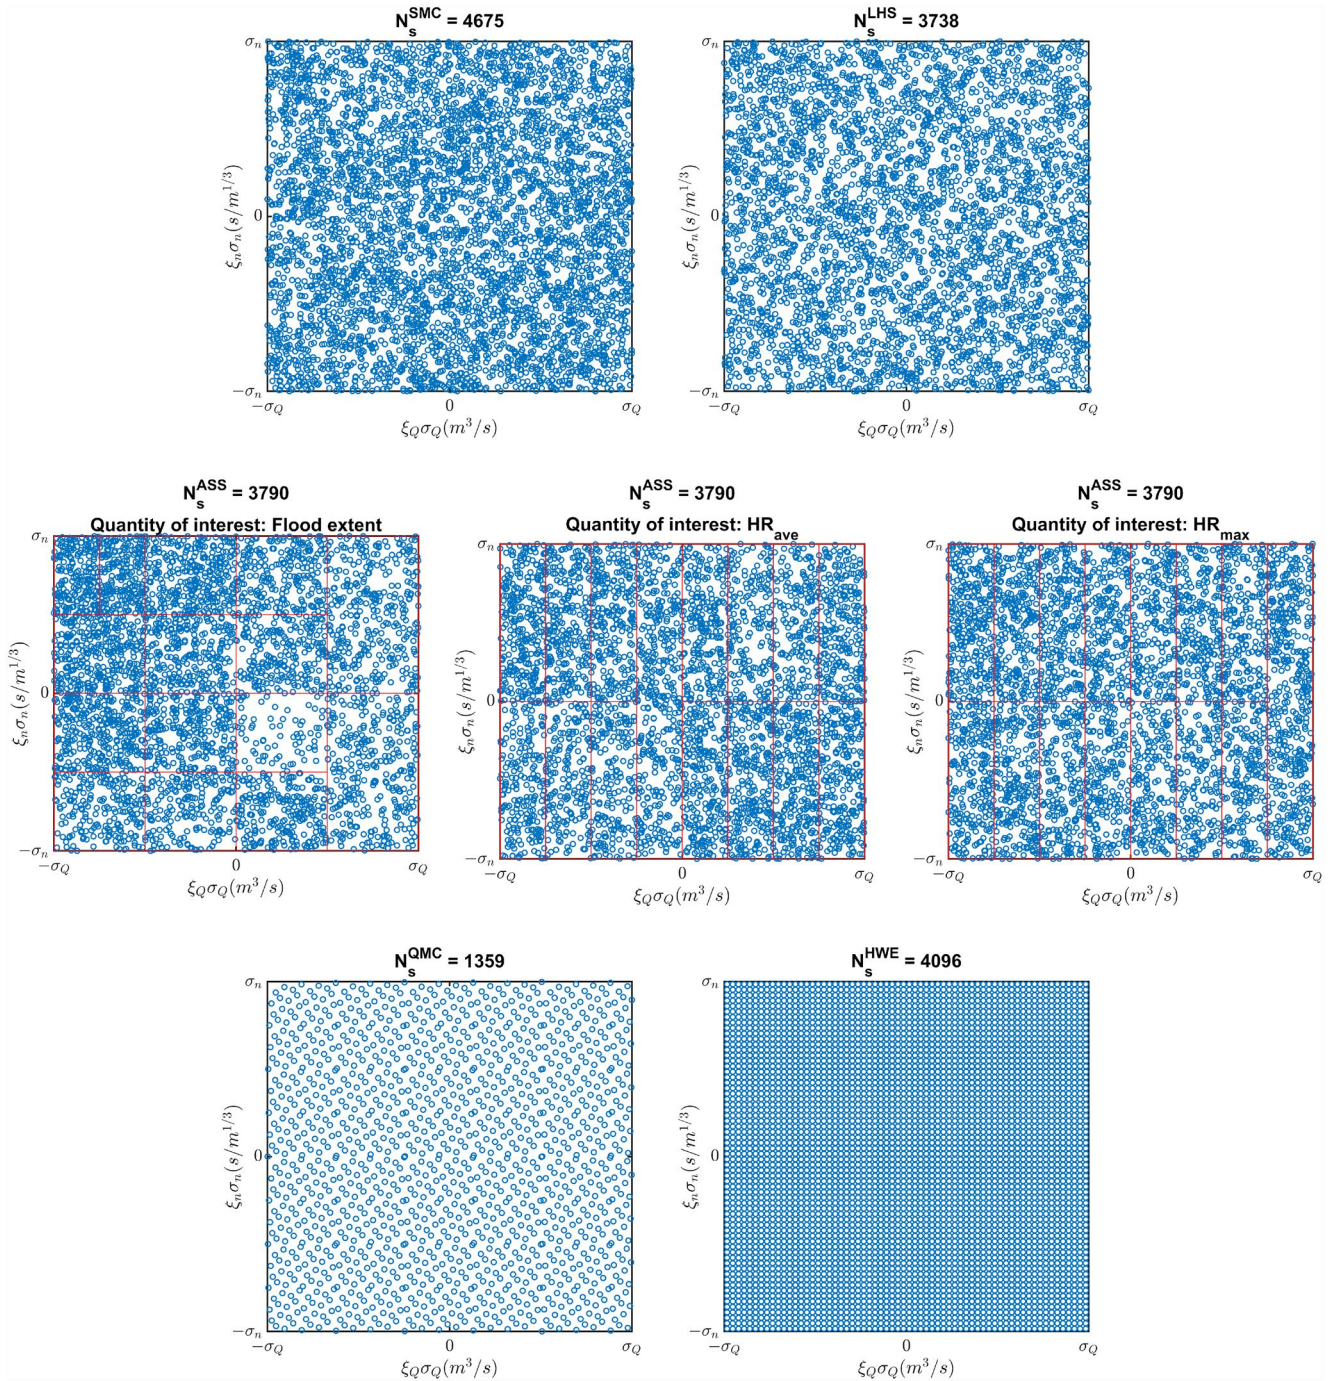 N_s^SMC = 4675
σ_n
ξ_nσ_n(s/m^{1/3})
0
−σ_n
−σ_Q 0 σ_Q
ξ_Qσ_Q(m^3/s)
N_s^LHS = 3738
σ_n
ξ_nσ_n(s/m^{1/3})
0
−σ_n
−σ_Q 0 σ_Q
ξ_Qσ_Q(m^3/s)
N_s^ASS = 3790
Quantity of interest: Flood extent
σ_n
ξ_nσ_n(s/m^{1/3})
0
−σ_n
−σ_Q 0 σ_Q
ξ_Qσ_Q(m^3/s)
N_s^ASS = 3790
Quantity of interest: HR_ave
σ_n
ξ_nσ_n(s/m^{1/3})
0
−σ_n
−σ_Q 0 σ_Q
ξ_Qσ_Q(m^3/s)
N_s^ASS = 3790
Quantity of interest: HR_max
σ_n
ξ_nσ_n(s/m^{1/3})
0
−σ_n
−σ_Q 0 σ_Q
ξ_Qσ_Q(m^3/s)
N_s^QMC = 1359
σ_n
ξ_nσ_n(s/m^{1/3})
0
−σ_n
−σ_Q 0 σ_Q
ξ_Qσ_Q(m^3/s)
N_s^HWE = 4096
σ_n
ξ_nσ_n(s/m^{1/3})
0
−σ_n
−σ_Q 0 σ_Q
ξ_Qσ_Q(m^3/s)